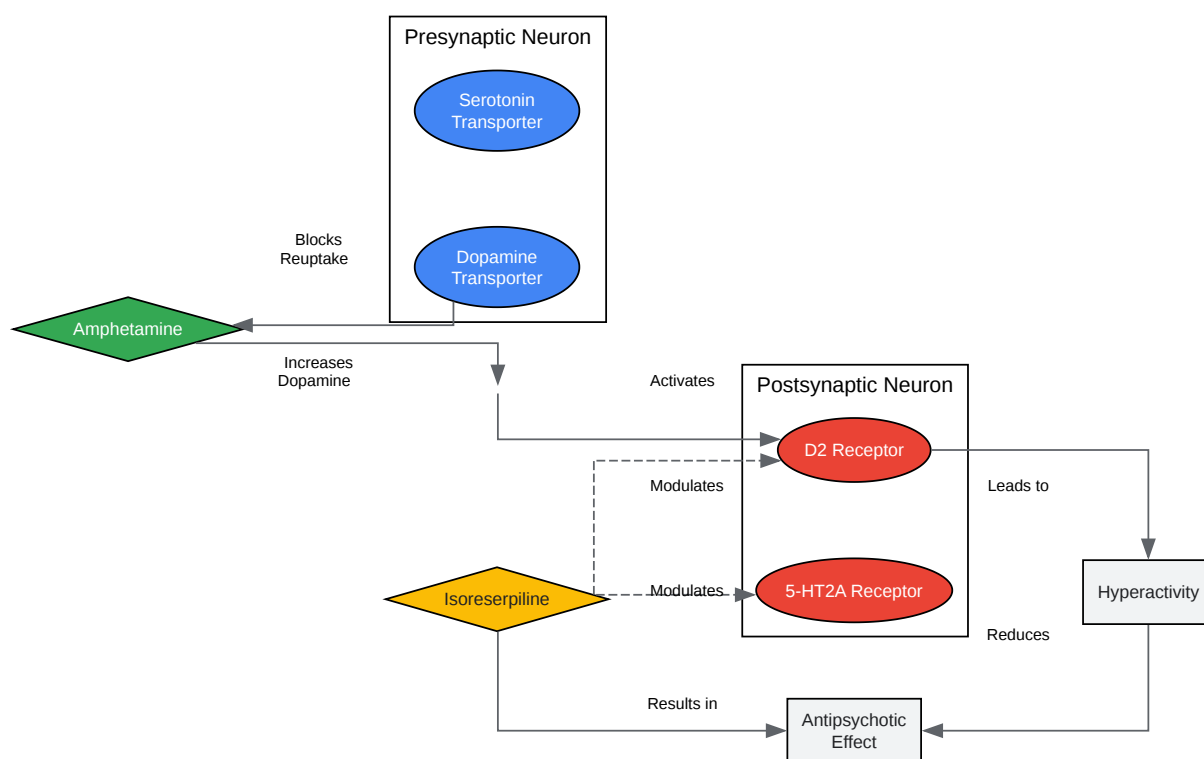 Presynaptic Neuron
Serotonin
Transporter
Blocks
Reuptake
Dopamine
Transporter
Amphetamine
Increases
Dopamine
Activates
Postsynaptic Neuron
D2 Receptor
Modulates
Leads to
Isoreserpiline
Modulates
5-HT2A Receptor
Hyperactivity
Reduces
Results in
Antipsychotic
Effect